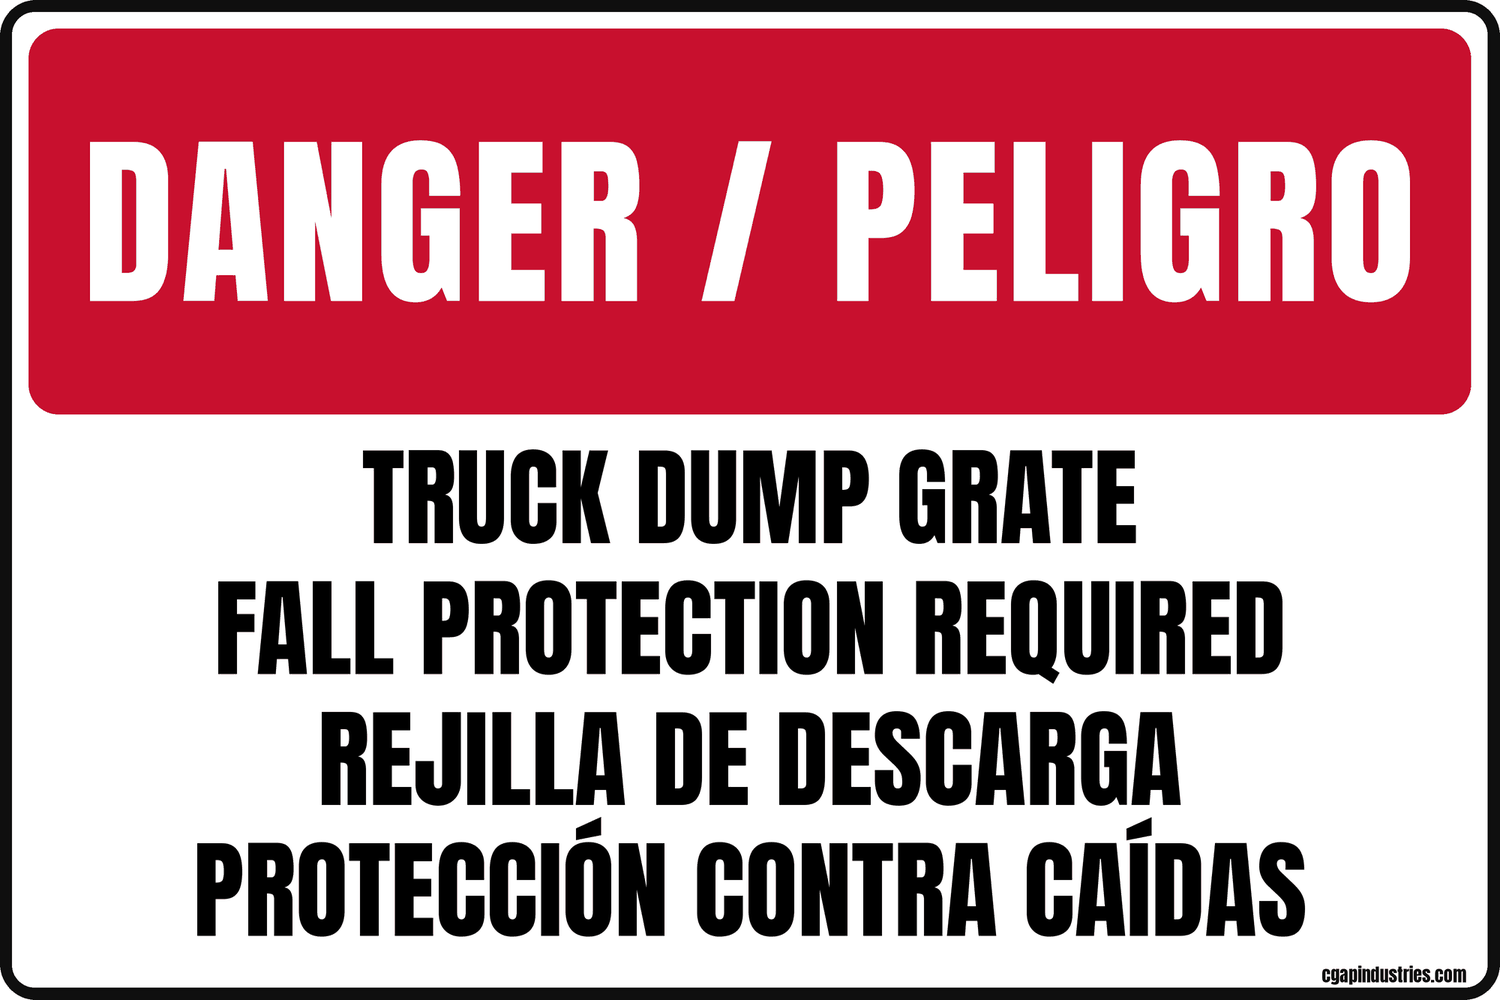 DANGER / PELIGRO
TRUCK DUMP GRATE
FALL PROTECTION REQUIRED
REJILLA DE DESCARGA
PROTECCIÓN CONTRA CAÍDAS
cgapindustries.com